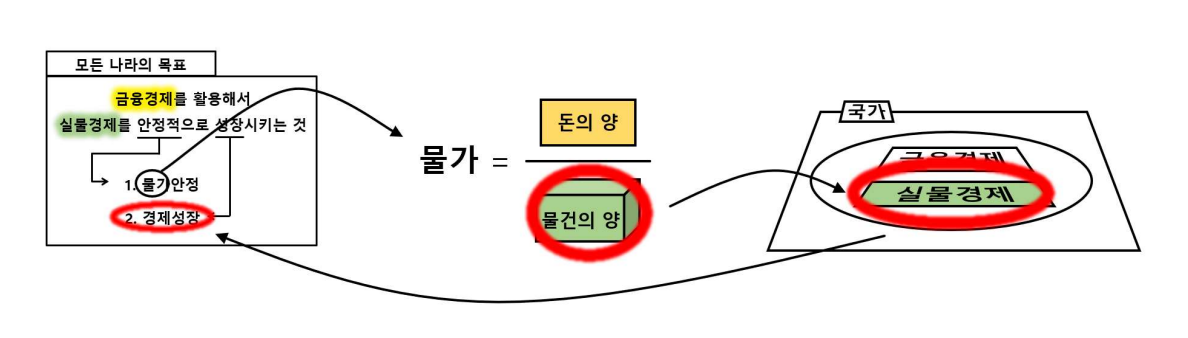 모든 나라의 목표
금융경제를 활용해서
실물경제를 안정적으로 성장시키는 것
1. 물가안정
2. 경제성장
물가 =
돈의 양
물건의 양
국가
금융경제
실물경제